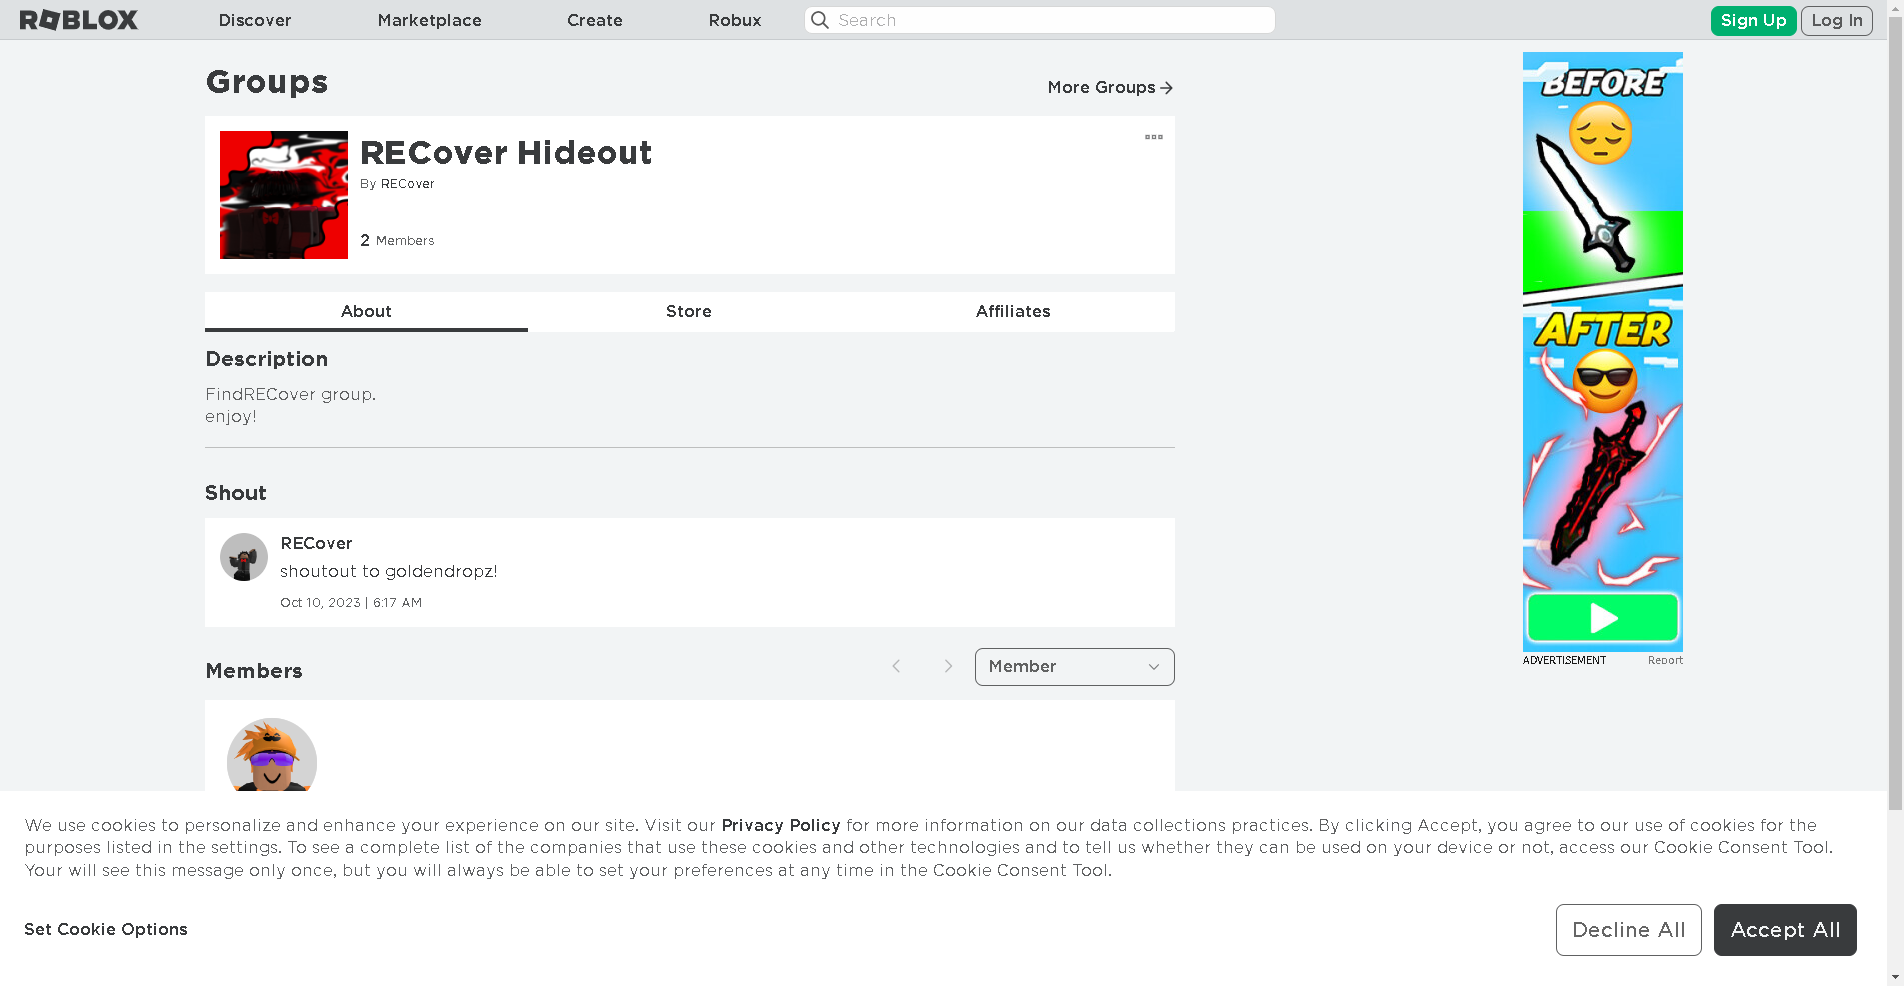 ROBLOX
Discover
Marketplace
Create
Robux
Search
Sign Up
Log In
Groups
More Groups
RECover Hideout
By RECover
2 Members
About
Store
Affiliates
Description
FindRECover group.
enjoy!
Shout
RECover
shoutout to goldendropz!
Oct 10, 2023 | 6:17 AM
Members
Member
BEFORE
AFTER
ADVERTISEMENT
Report
We use cookies to personalize and enhance your experience on our site. Visit our Privacy Policy for more information on our data collections practices. By clicking Accept, you agree to our use of cookies for the
purposes listed in the settings. To see a complete list of the companies that use these cookies and other technologies and to tell us whether they can be used on your device or not, access our Cookie Consent Tool.
Your will see this message only once, but you will always be able to set your preferences at any time in the Cookie Consent Tool.
Set Cookie Options
Decline All
Accept All